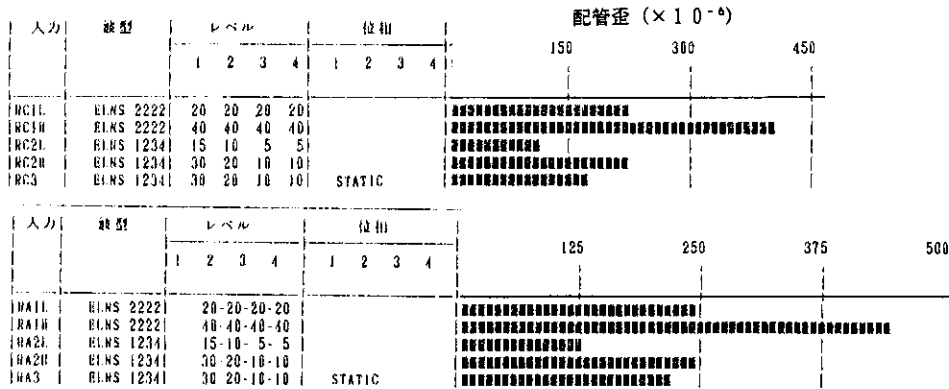 配管歪 (×10⁻⁶)
入力 波型 レベル 位相
150 300 450
1 2 3 4 1 2 3 4
RC1L ELNS 2222 20 20 20 20
RC1H ELNS 2222 40 40 40 40
RC2L ELNS 1234 15 10 5 5
RC2H ELNS 1234 30 20 10 10
RC3 ELNS 1234 30 20 10 10 STATIC
入力 波型 レベル 位相
125 250 375 500
1 2 3 4 1 2 3 4
RA1L ELNS 2222 20-20-20-20
RA1H ELNS 2222 40-40-40-40
RA2L ELNS 1234 15-10-5-5
RA2H ELNS 1234 30-20-10-10
RA3 ELNS 1234 30 20-10-10 STATIC